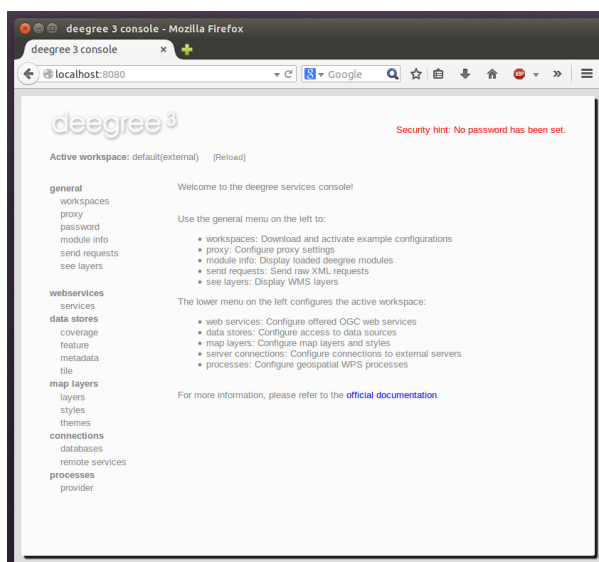 deegree 3 console - Mozilla Firefox
deegree 3 console
localhost:8080
Google
ABP
deegree 3
Security hint: No password has been set.
Active workspace: default(external) [Reload]
general
workspaces
proxy
password
module info
send requests
see layers
webservices
services
data stores
coverage
feature
metadata
tile
map layers
layers
styles
themes
connections
databases
remote services
processes
provider
Welcome to the deegree services console!
Use the general menu on the left to:
• workspaces: Download and activate example configurations
• proxy: Configure proxy settings
• module info: Display loaded deegree modules
• send requests: Send raw XML requests
• see layers: Display WMS layers
The lower menu on the left configures the active workspace:
• web services: Configure offered OGC web services
• data stores: Configure access to data sources
• map layers: Configure map layers and styles
• server connections: Configure connections to external servers
• processes: Configure geospatial WPS processes
For more information, please refer to the official documentation.